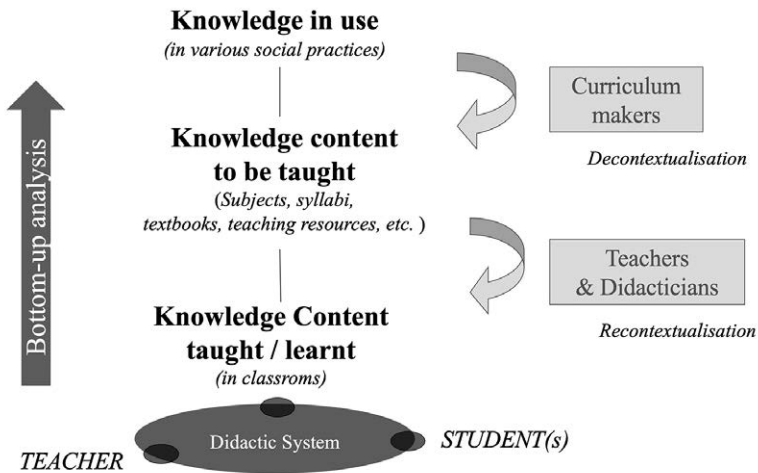 Knowledge in use
(in various social practices)
Curriculum
makers
Decontextualisation
Knowledge content
to be taught
(Subjects, syllabi,
textbooks, teaching resources, etc. )
Teachers
& Didacticians
Recontextualisation
Knowledge Content
taught / learnt
(in classroms)
Bottom-up analysis
Didactic System
TEACHER
STUDENT(s)